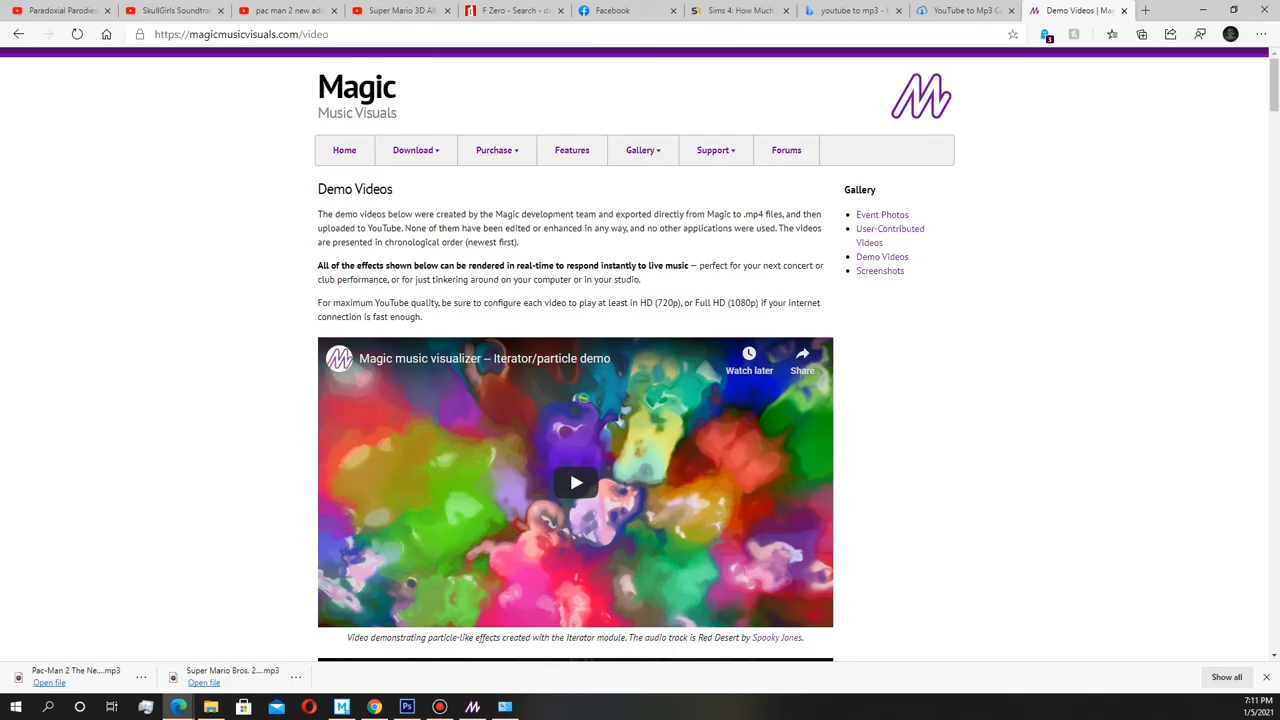 Paradoxial Parodies
SkullGirls Soundtra
pac man 2 new adv
Super Mario 3D All
F Zero - Search - d
Facebook
Sims 4: How Much
youtube to mp3 - B
YouTube to Mp3 C
Demo Videos | Ma
https://magicmusicvisuals.com/video
3
Magic
Music Visuals
Home
Download
Purchase
Features
Gallery
Support
Forums
Demo Videos
The demo videos below were created by the Magic development team and exported directly from Magic to .mp4 files, and then
uploaded to YouTube. None of them have been edited or enhanced in any way, and no other applications were used. The videos
are presented in chronological order (newest first).
All of the effects shown below can be rendered in real-time to respond instantly to live music — perfect for your next concert or
club performance, or for just tinkering around on your computer or in your studio.
For maximum YouTube quality, be sure to configure each video to play at least in HD (720p), or Full HD (1080p) if your internet
connection is fast enough.
Gallery
Event Photos
User-Contributed
Videos
Demo Videos
Screenshots
Magic music visualizer – Iterator/particle demo
Watch later
Share
Video demonstrating particle-like effects created with the Iterator module. The audio track is Red Desert by Spooky Jones.
Pac-Man 2 The Ne....mp3
Open file
Super Mario Bros. 2....mp3
Open file
Show all
7:11 PM
1/5/2021